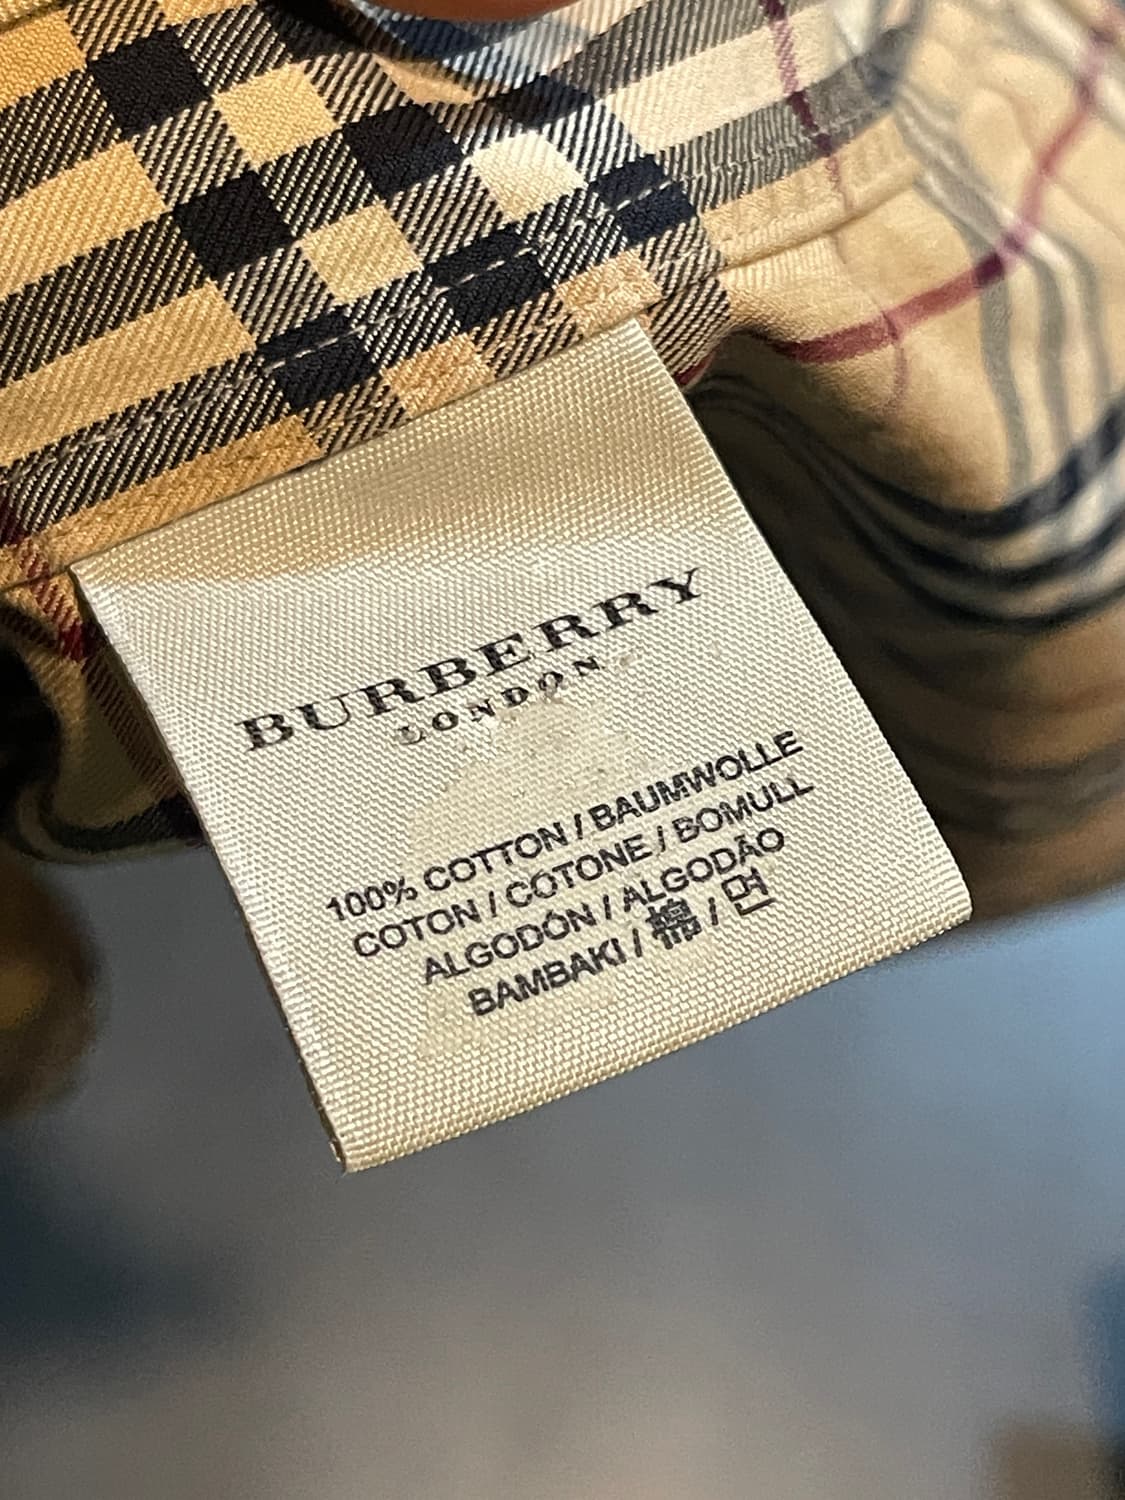 BURBERRY
LONDON
100% COTTON / BAUMWOLLE
COTON / COTONE / BOMULL
ALGODÓN / ALGODÃO
BAMBAKI / 棉 / 면